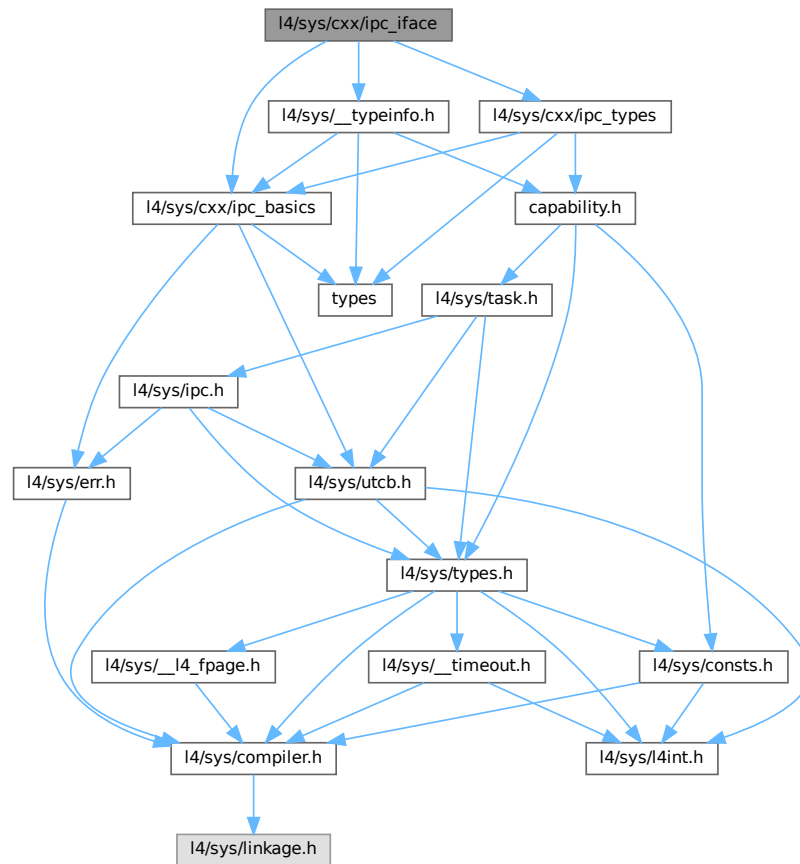 l4/sys/cxx/ipc_iface
l4/sys/__typeinfo.h
l4/sys/cxx/ipc_types
l4/sys/cxx/ipc_basics
capability.h
types
l4/sys/task.h
l4/sys/ipc.h
l4/sys/err.h
l4/sys/utcb.h
l4/sys/types.h
l4/sys/__l4_fpage.h
l4/sys/__timeout.h
l4/sys/consts.h
l4/sys/compiler.h
l4/sys/l4int.h
l4/sys/linkage.h